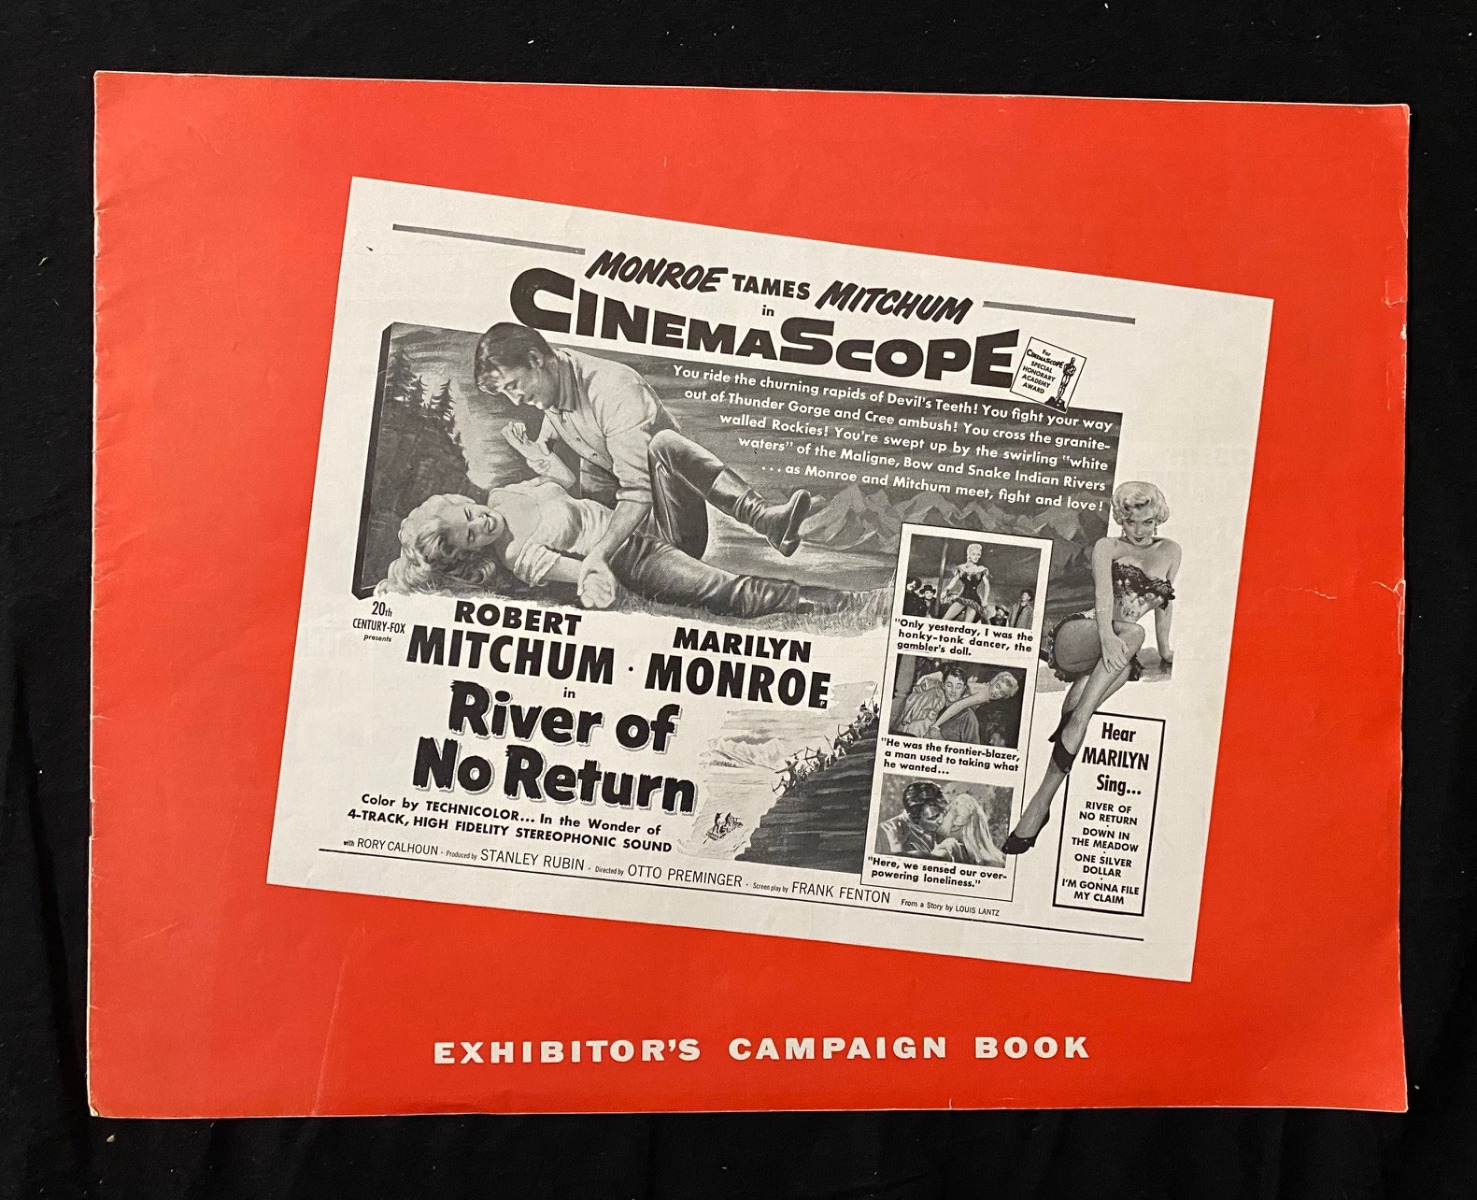 MONROE TAMES MITCHUM
in
CINEMASCOPE
For
CINEMASCOPE
SPECIAL
HONORARY
ACADEMY
AWARD
You ride the churning rapids of Devil's Teeth! You fight your way
out of Thunder Gorge and Cree ambush! You cross the granite-
walled Rockies! You're swept up by the swirling "white
waters" of the Maligne, Bow and Snake Indian Rivers
...as Monroe and Mitchum meet, fight and love!
20th
CENTURY-FOX
presents
ROBERT
MITCHUM ·
MARILYN
MONROE
in
River of
No Return
Color by TECHNICOLOR... In the Wonder of
4-TRACK, HIGH FIDELITY STEREOPHONIC SOUND
"Only yesterday, I was the
honky-tonk dancer, the
gambler's doll.
"He was the frontier-blazer,
a man used to taking what
he wanted...
"Here, we sensed our over-
powering loneliness."
Hear
MARILYN
Sing...
RIVER OF
NO RETURN
·
DOWN IN
THE MEADOW
·
ONE SILVER
DOLLAR
·
I'M GONNA FILE
MY CLAIM
with RORY CALHOUN · Produced by STANLEY RUBIN · Directed by OTTO PREMINGER · Screen play by FRANK FENTON From a Story by LOUIS LANTZ
EXHIBITOR'S CAMPAIGN BOOK